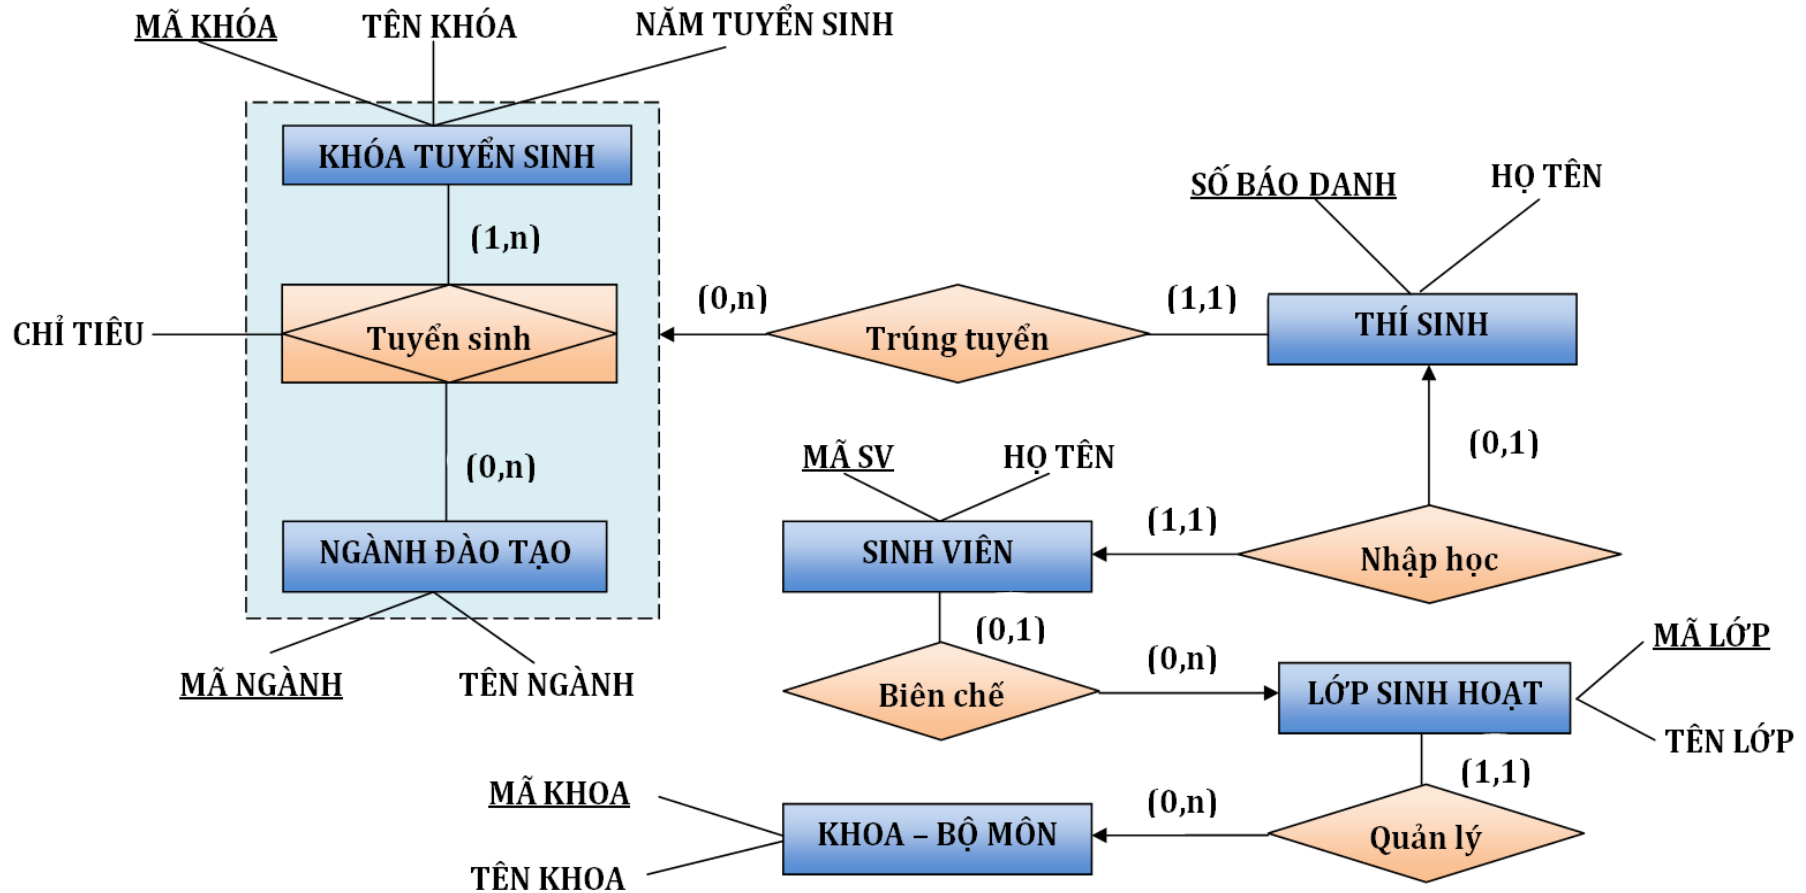 MÃ KHÓA
TÊN KHÓA
NĂM TUYỂN SINH
KHÓA TUYỂN SINH
SỐ BÁO DANH
HỌ TÊN
(1,n)
(0,n)
(1,1)
CHỈ TIÊU
Tuyển sinh
Trúng tuyển
THÍ SINH
(0,n)
MÃ SV
HỌ TÊN
(0,1)
NGÀNH ĐÀO TẠO
SINH VIÊN
(1,1)
Nhập học
MÃ NGÀNH
TÊN NGÀNH
(0,1)
(0,n)
MÃ LỚP
Biên chế
LỚP SINH HOẠT
TÊN LỚP
MÃ KHOA
(0,n)
(1,1)
KHOA – BỘ MÔN
Quản lý
TÊN KHOA